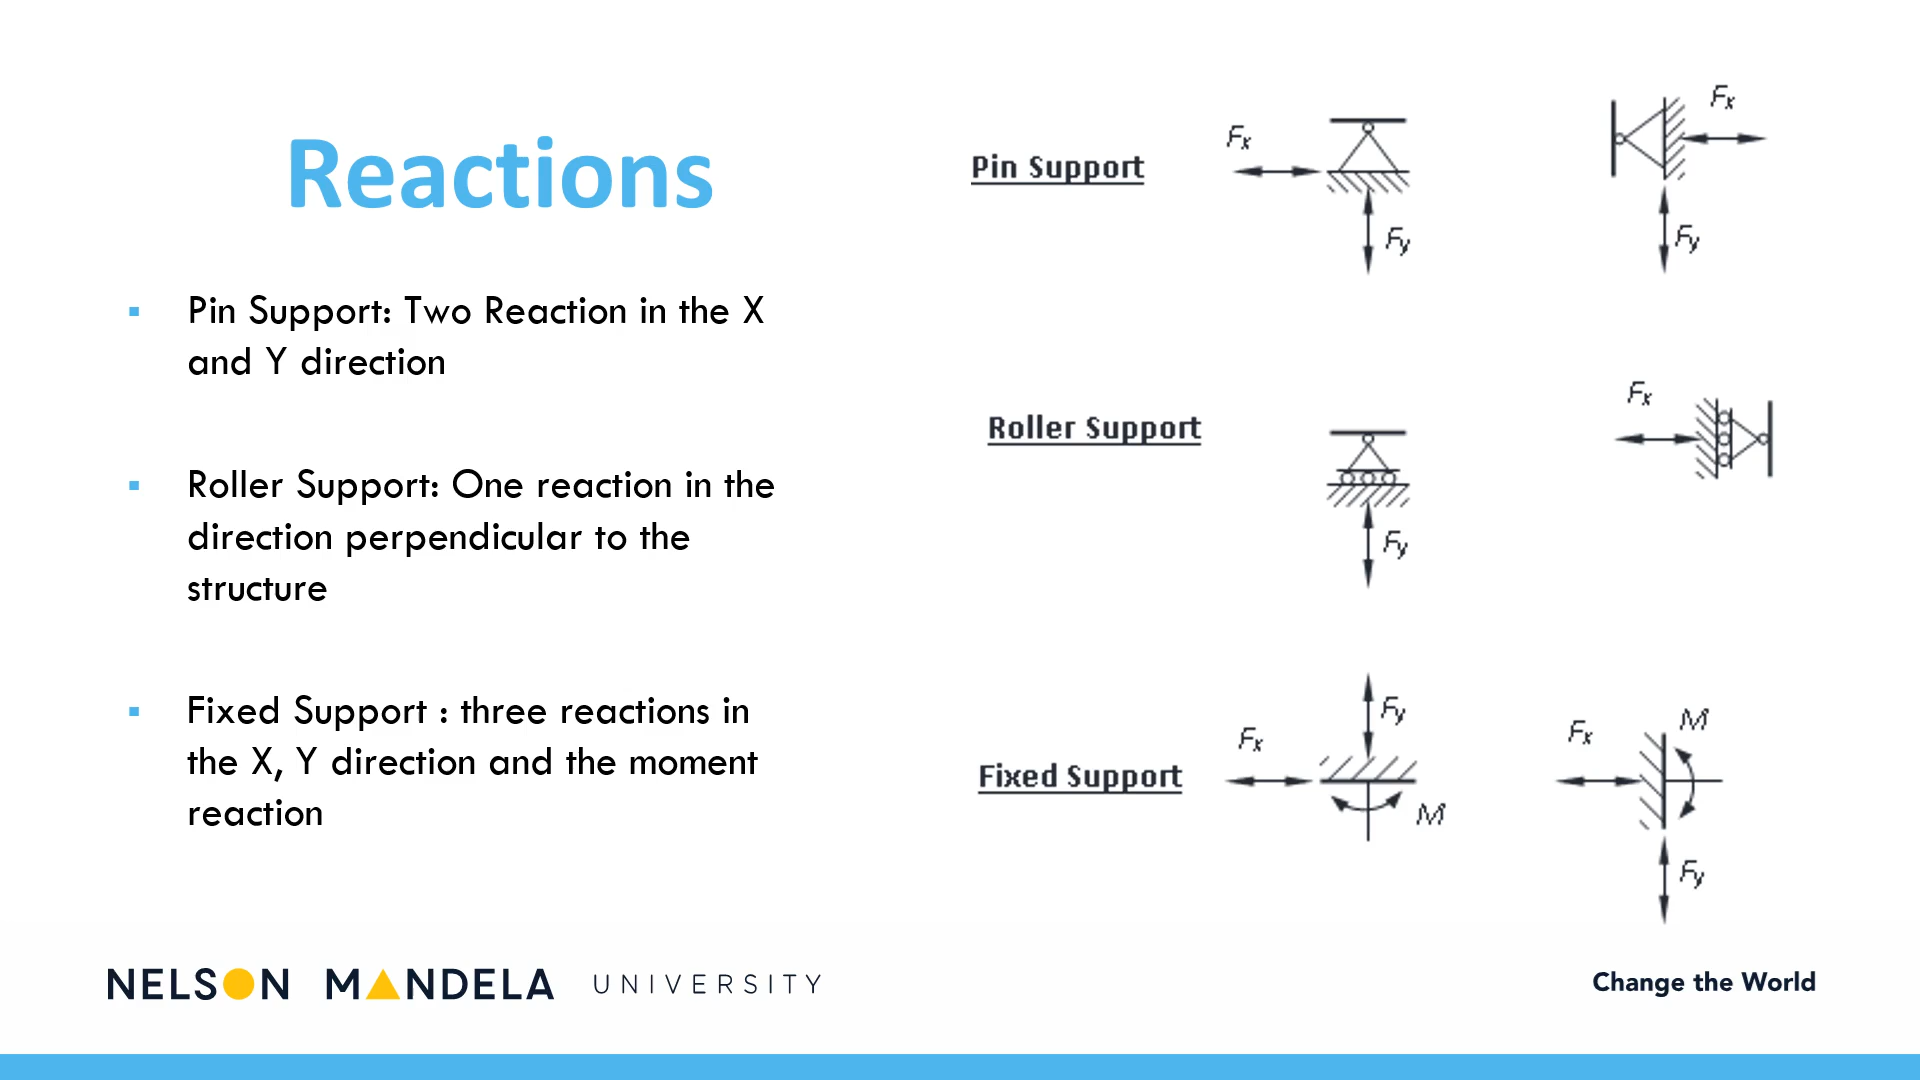 Reactions
▪ Pin Support: Two Reaction in the X
and Y direction
▪ Roller Support: One reaction in the
direction perpendicular to the
structure
▪ Fixed Support : three reactions in
the X, Y direction and the moment
reaction
Pin Support
Fx
Fy
Fx
Fy
Roller Support
Fy
Fx
Fixed Support
Fx
Fy
M
Fx
M
Fy
NELSON MANDELA UNIVERSITY
Change the World